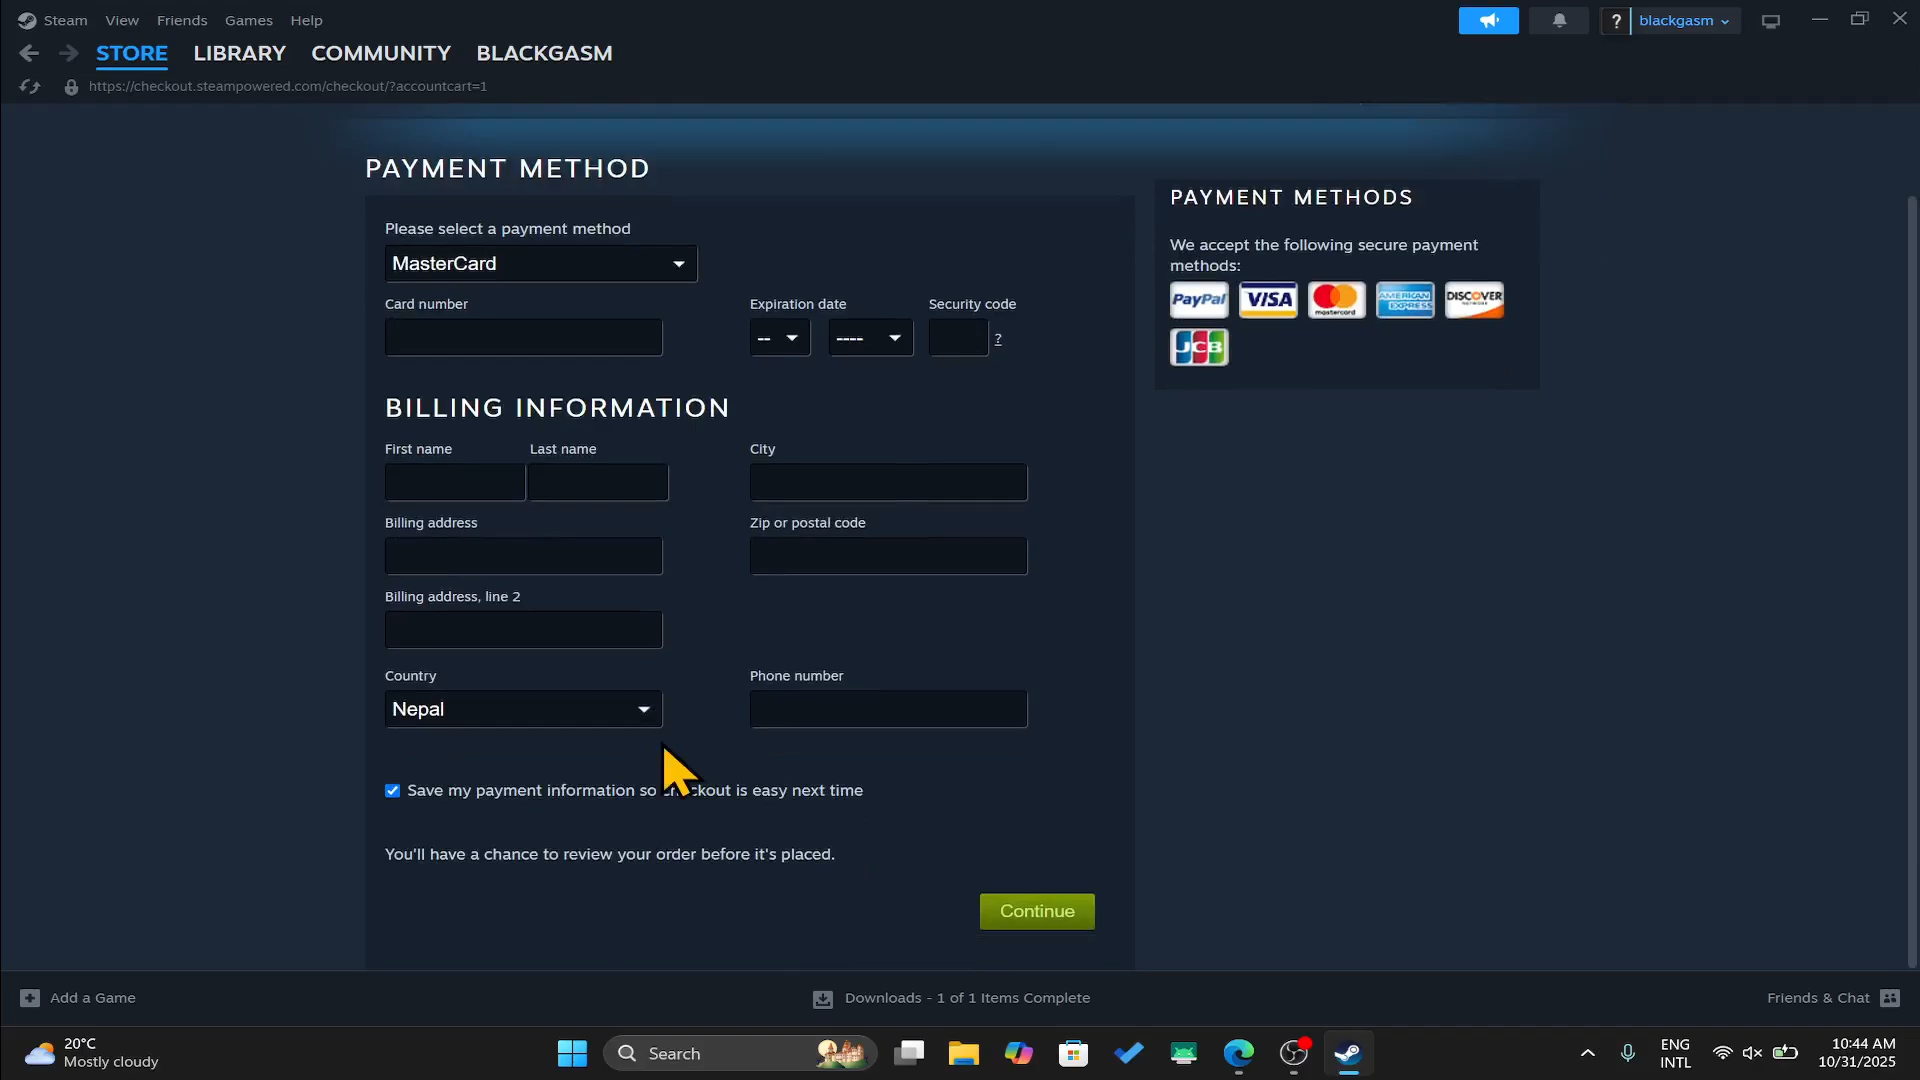 Steam View Friends Games Help
? blackgasm
STORE LIBRARY COMMUNITY BLACKGASM
https://checkout.steampowered.com/checkout/?accountcart=1
PAYMENT METHOD
Please select a payment method
MasterCard
Card number
Expiration date
Security code
--
----
?
BILLING INFORMATION
First name
Last name
City
Billing address
Zip or postal code
Billing address, line 2
Country
Phone number
Nepal
Save my payment information so checkout is easy next time
You'll have a chance to review your order before it's placed.
Continue
PAYMENT METHODS
We accept the following secure payment
methods:
PayPal VISA mastercard AMERICAN EXPRESS DISCOVER
JCB
Add a Game
Downloads - 1 of 1 Items Complete
Friends & Chat
20°C
Mostly cloudy
Search
ENG
INTL
10:44 AM
10/31/2025